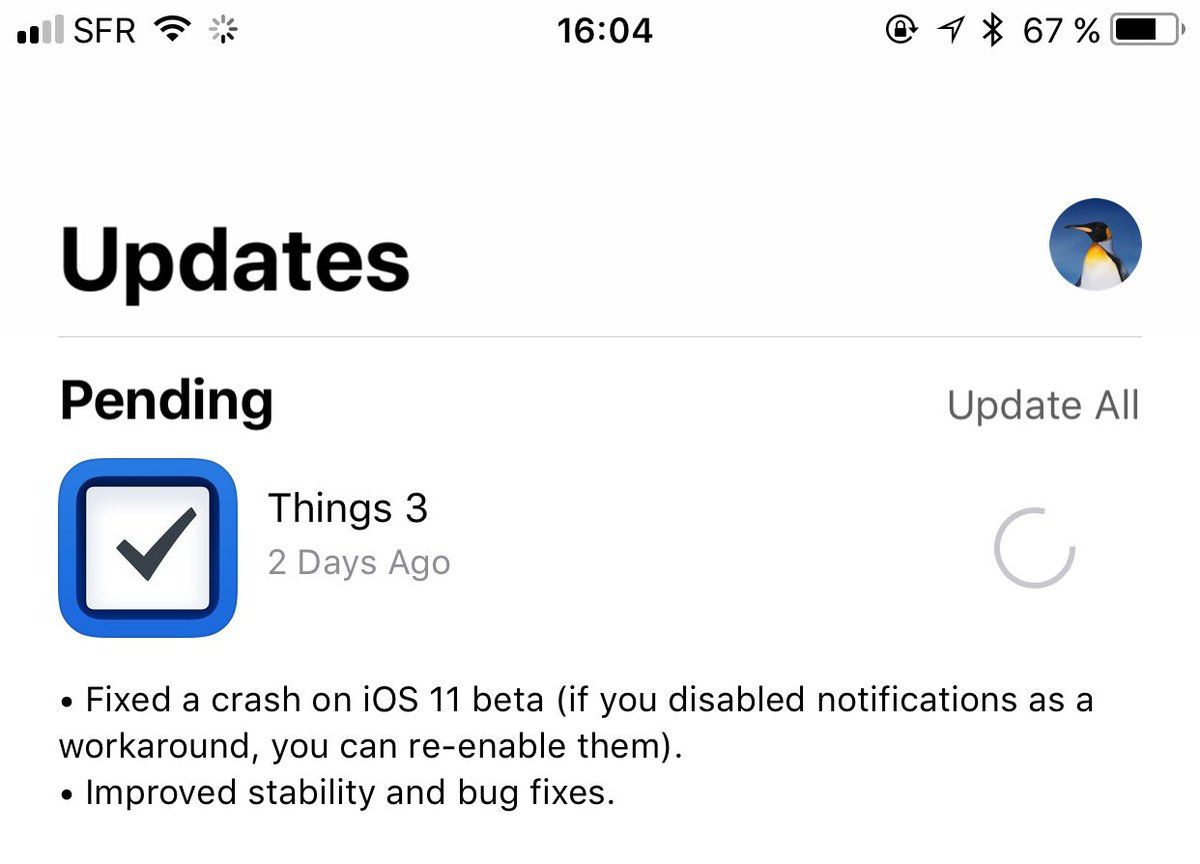 SFR 16:04 67 %
Updates
Pending Update All
Things 3
2 Days Ago
• Fixed a crash on iOS 11 beta (if you disabled notifications as a
workaround, you can re-enable them).
• Improved stability and bug fixes.